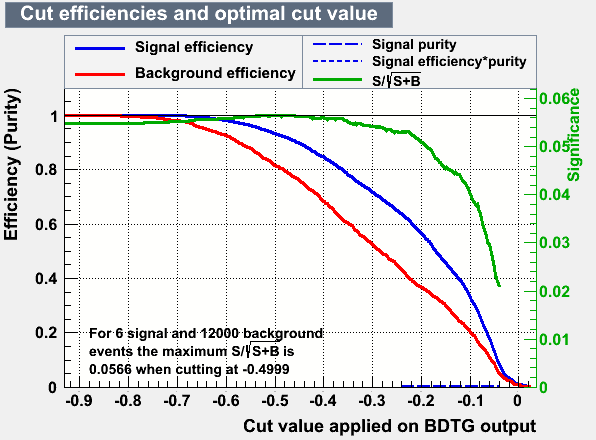 Cut efficiencies and optimal cut value
Signal efficiency
Background efficiency
Signal purity
Signal efficiency*purity
S/√S+B
Efficiency (Purity)
1
0.8
0.6
0.4
0.2
0
0.06
0.05
0.04
0.03
0.02
0.01
0
Significance
For 6 signal and 12000 background
events the maximum S/√S+B is
0.0566 when cutting at -0.4999
-0.9 -0.8 -0.7 -0.6 -0.5 -0.4 -0.3 -0.2 -0.1 0
Cut value applied on BDTG output